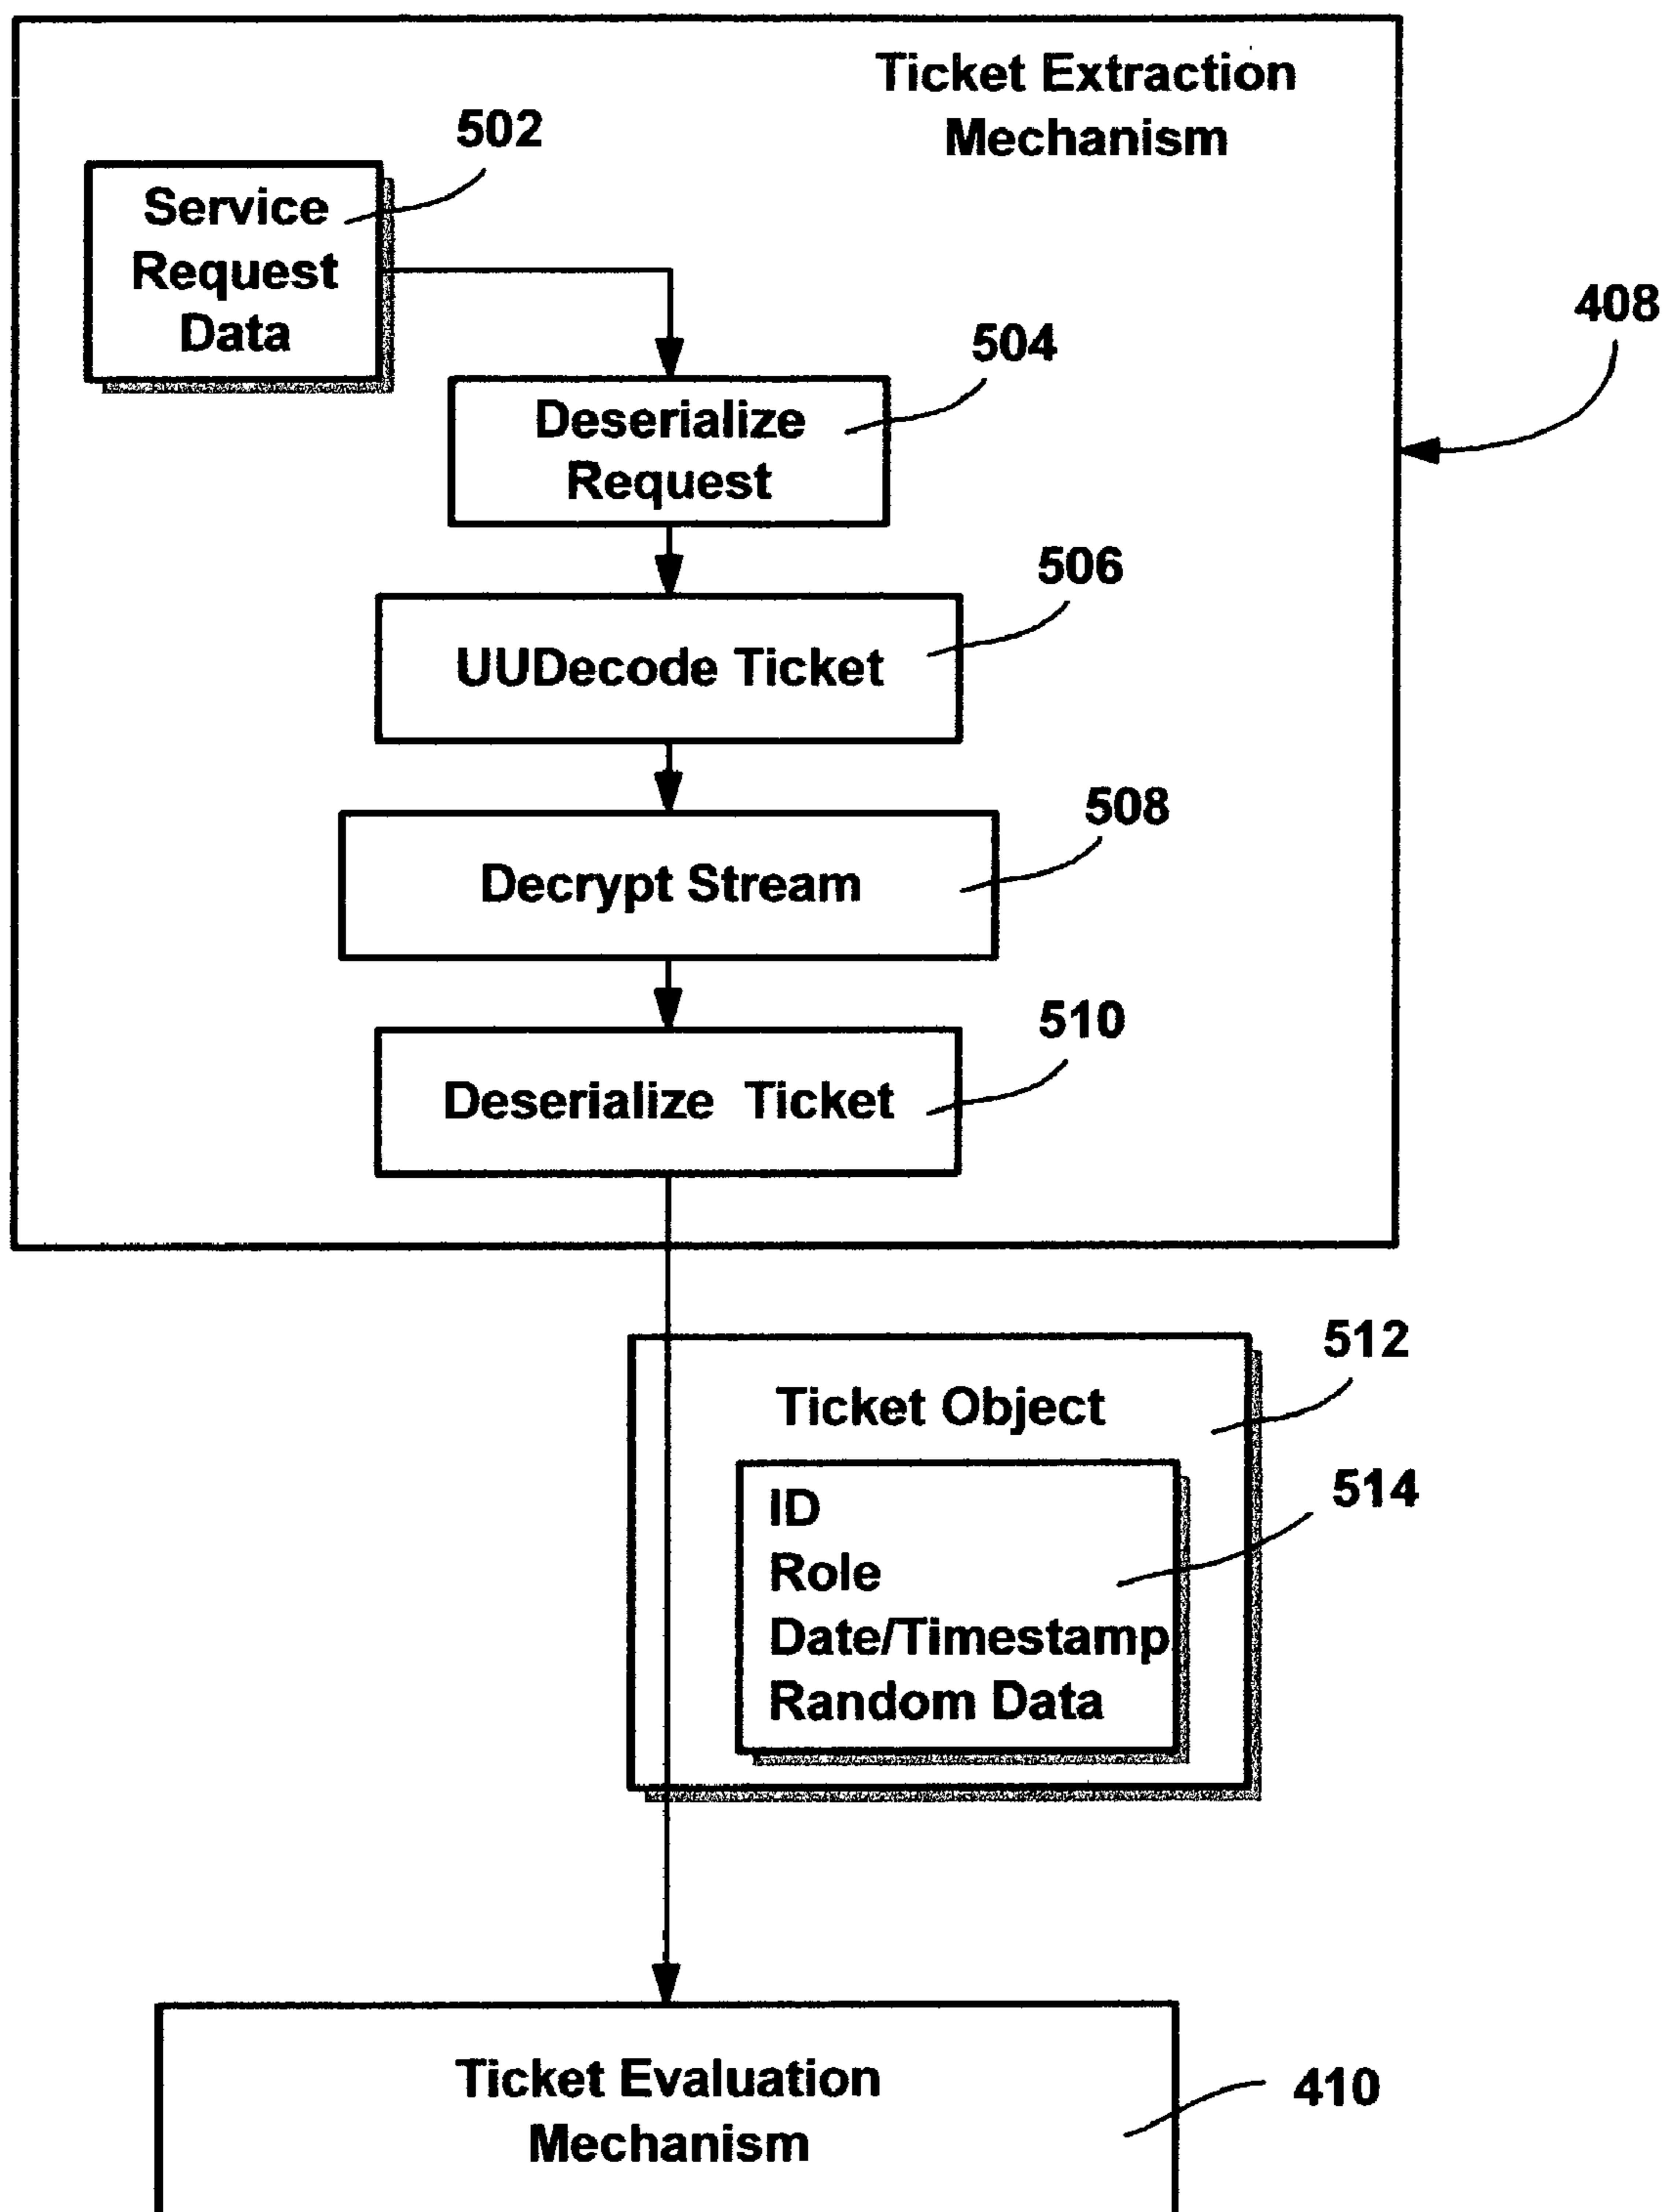 Ticket Extraction
Mechanism
502
Service
Request
Data
408
504
Deserialize
Request
506
UUDecode Ticket
508
Decrypt Stream
510
Deserialize Ticket
512
Ticket Object
514
ID
Role
Date/Timestamp
Random Data
Ticket Evaluation
Mechanism
410